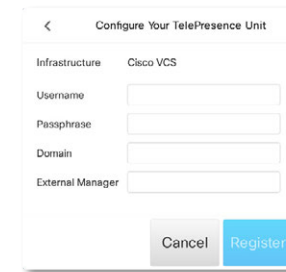 Configure Your TelePresence Unit
Infrastructure Cisco VCS
Username
Passphrase
Domain
External Manager
Cancel Register